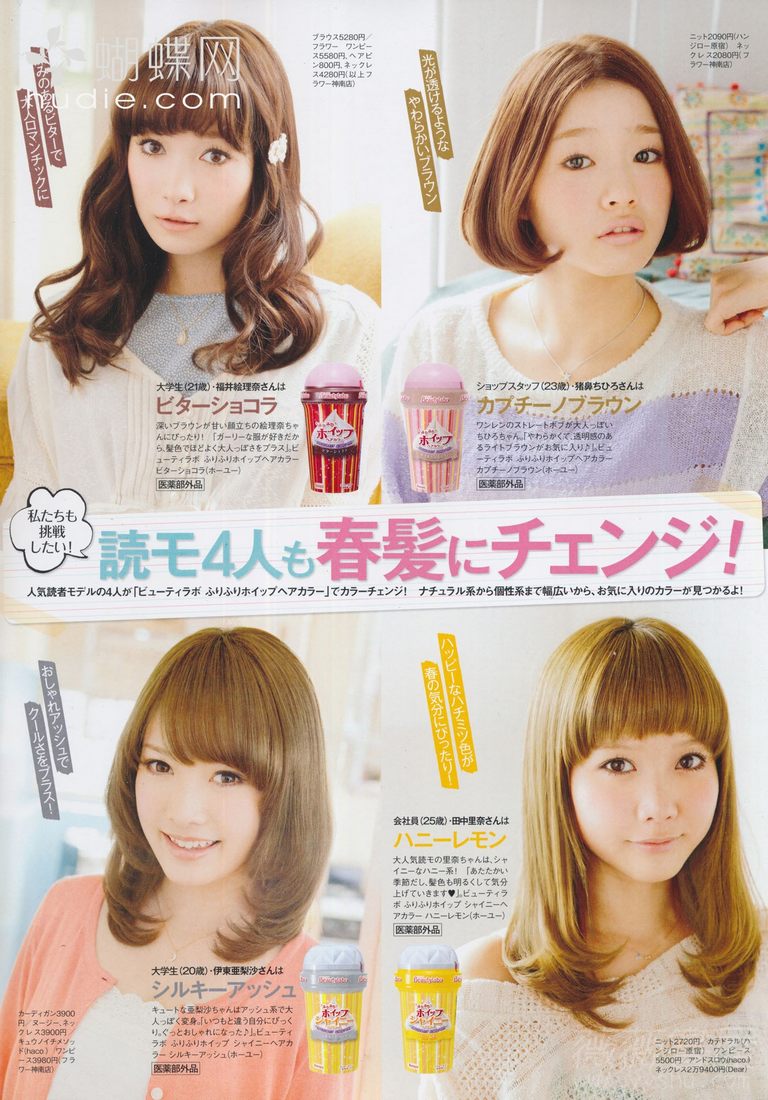 蝴蝶网
hudie.com
みのあるビターで
大人ロマンチックに
ブラウス5280円/
フラワー ワンピー
ス5580円、ヘアピ
ン800円、ネックレ
ス4280円(以上フ
ラワー神南店)
大学生(21歳)・福井絵理奈さんは
ビターショコラ
深いブラウンが甘い顔立ちの絵理奈ちゃ
んにぴったり! 「ガーリーな服が好きだか
ら、髪色でほどよく大人っぽさをプラス」。ビ
ューティラボ ふりふりホイップヘアカラー
ビターショコラ(ホーユー)
医薬部外品
ホイップ
光が透けるような
やわらかいブラウン
ニット2090円(ハン
ジロー原宿) ネッ
クレス2080円(フ
ラワー神南店)
ショップスタッフ(23歳)・猪鼻ちひろさんは
カプチーノブラウン
ワンレンのストレートボブが大人っぽい
ちひろちゃん。「やわらかくて、透明感のあ
るライトブラウンがお気に入り」。ビュー
ティラボ ふりふりホイップヘアカラー
カプチーノブラウン(ホーユー)
医薬部外品
ホイップ
私たちも
挑戦
したい!
読モ4人も春髪にチェンジ!
人気読者モデルの4人が「ビューティラボ ふりふりホイップヘアカラー」でカラーチェンジ! ナチュラル系から個性系まで幅広いから、お気に入りのカラーが見つかるよ!
おしゃれアッシュで
クールさをプラス!
カーディガン3900
円/ヌージー、ネッ
クレス3900円/
キュウノイチメソッ
ド(haco.) ワンピ
ース3980円(フラ
ワー神南店)
大学生(20歳)・伊東亜梨沙さんは
シルキーアッシュ
キュートな亜梨沙ちゃんはアッシュ系で大
人っぽく変身。「いつもと違う自分にびっく
り。ぐっとおしゃれになった♪」。ビューティ
ラボ ふりふりホイップ シャイニーヘアカラ
ー シルキーアッシュ(ホーユー)
医薬部外品
Beautylabo
ホイップ
シャイニー
ハッピーなハチミツ色が
春の気分にぴったり!
会社員(25歳)・田中里奈さんは
ハニーレモン
大人気読モの里奈ちゃんは、シャ
イニーなハニー系! 「あたたかい
季節だし、髪色も明るくして気分
上げていきます♥」。ビューティラ
ボ ふりふりホイップ シャイニーヘ
アカラー ハニーレモン(ホーユー)
医薬部外品
Beautylabo
ホイップ
シャイニー
ニット2720円/カテドラル(ハ
ンジロー原宿) ワンピース
5500円/アンドスロウ(haco.)
ネックレス2万9400円(Dear)